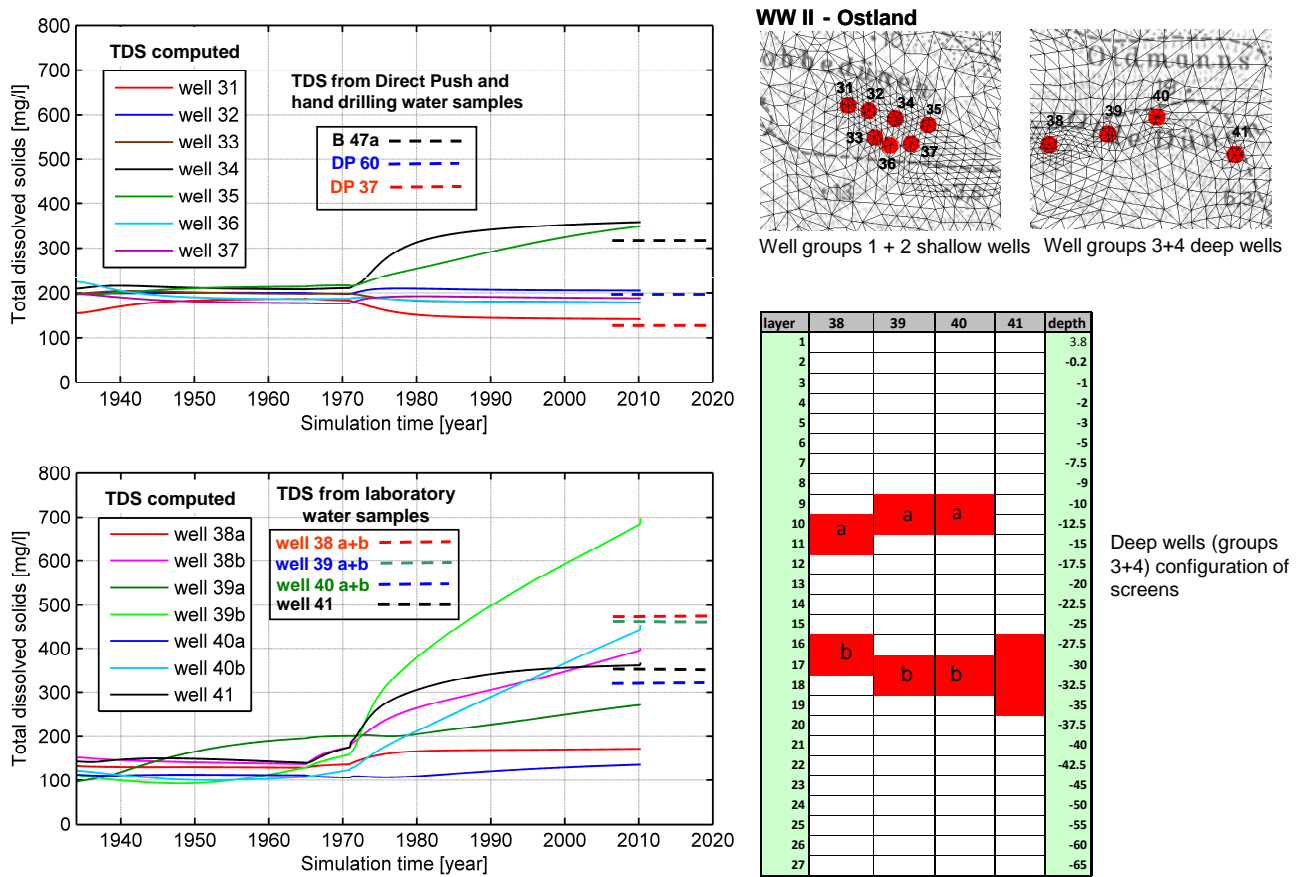 800
700
600
500
400
300
200
100
0
Total dissolved solids [mg/l]
TDS computed
well 31
well 32
well 33
well 34
well 35
well 36
well 37
TDS from Direct Push and
hand drilling water samples
B 47a
DP 60
DP 37
1940 1950 1960 1970 1980 1990 2000 2010 2020
Simulation time [year]
800
700
600
500
400
300
200
100
0
Total dissolved solids [mg/l]
TDS computed
well 38a
well 38b
well 39a
well 39b
well 40a
well 40b
well 41
TDS from laboratory
water samples
well 38 a+b
well 39 a+b
well 40 a+b
well 41
1940 1950 1960 1970 1980 1990 2000 2010 2020
Simulation time [year]
WW II - Ostland
31 32 34 35
33 36 37
Well groups 1 + 2 shallow wells
Oldmanns
38 39 40 41
Well groups 3+4 deep wells
layer 38 39 40 41 depth
1 3.8
2 -0.2
3 -1
4 -2
5 -3
6 -5
7 -7.5
8 -9
9 -10
10 a a a -12.5
11 -15
12 -17.5
13 -20
14 -22.5
15 -25
16 -27.5
17 b b b -30
18 -32.5
19 -35
20 -37.5
21 -40
22 -42.5
23 -45
24 -50
25 -55
26 -60
27 -65
Deep wells (groups
3+4) configuration of
screens